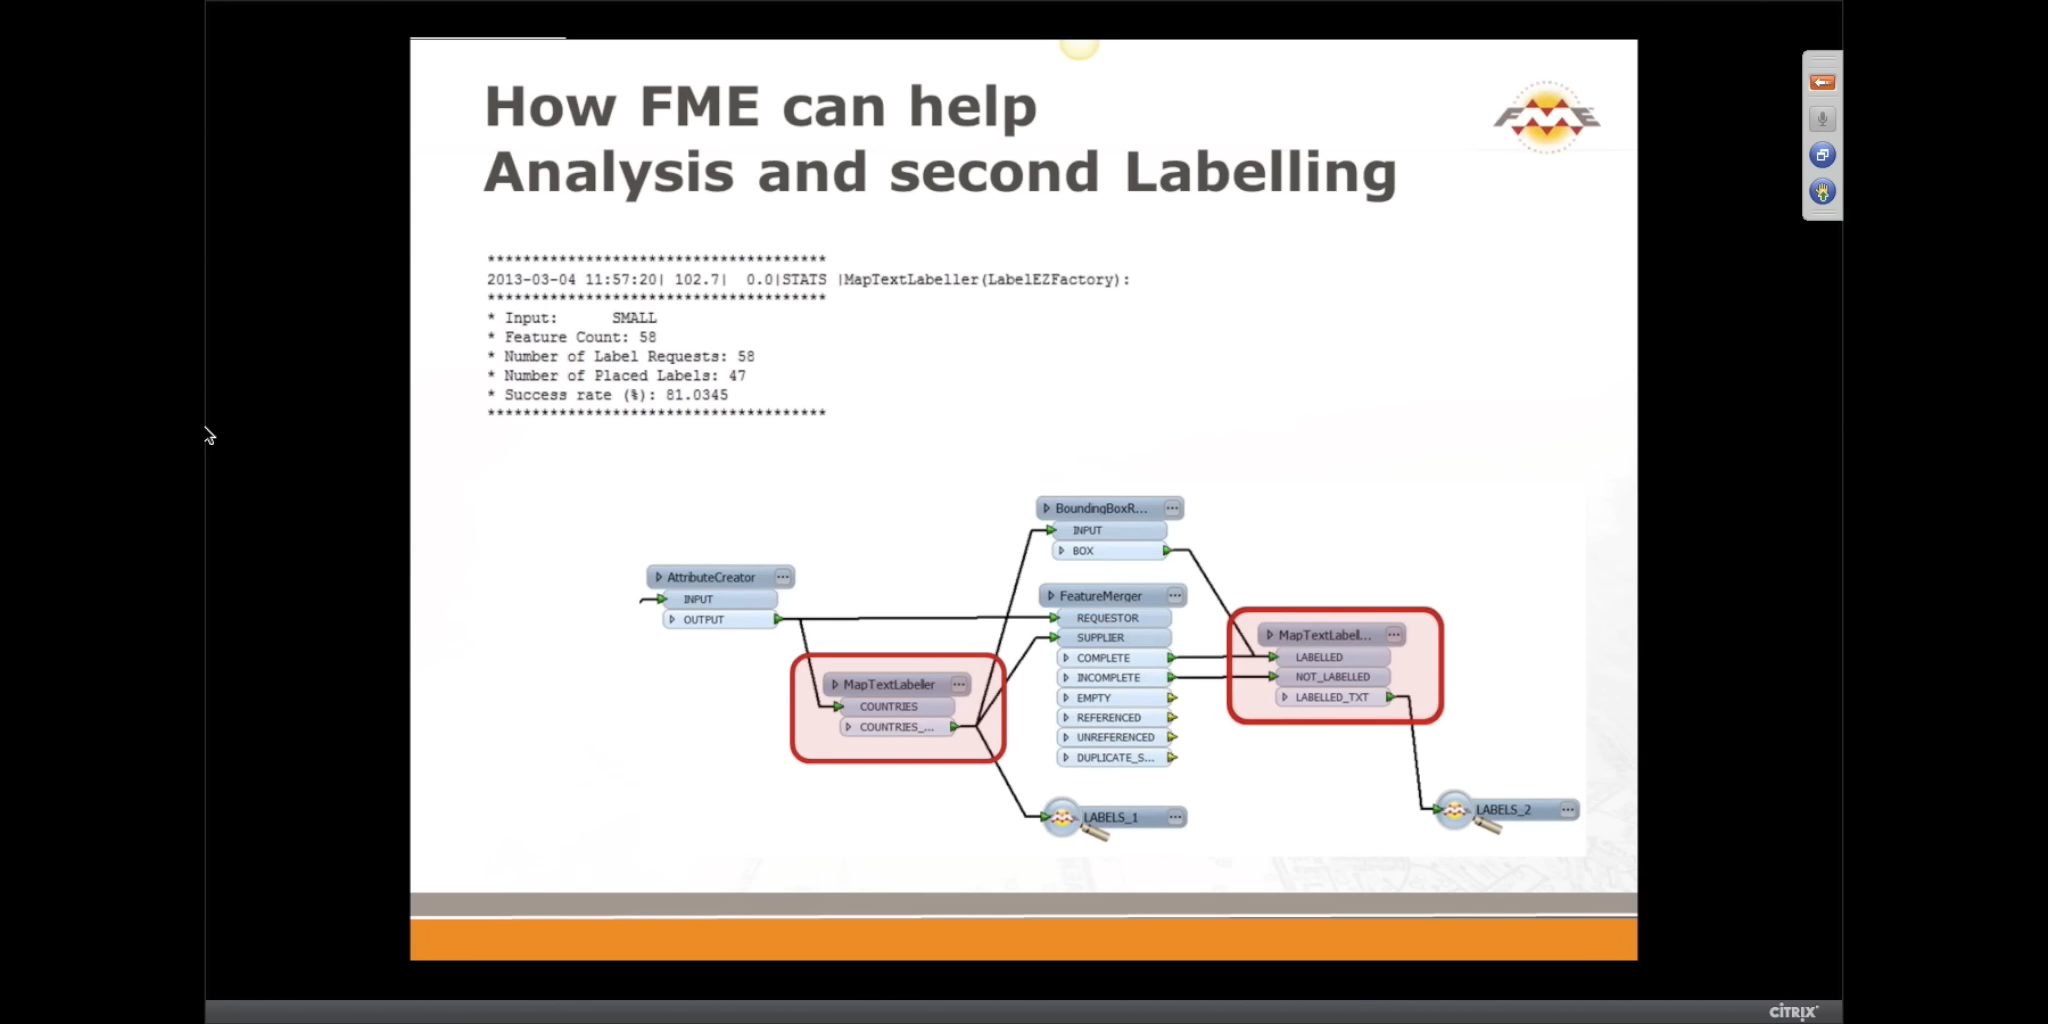 How FME can help
Analysis and second Labelling
FME
***************************************
2013-03-04 11:57:20| 102.7|  0.0|STATS |MapTextLabeller(LabelEZFactory):
***************************************
* Input:      SMALL
* Feature Count: 58
* Number of Label Requests: 58
* Number of Placed Labels: 47
* Success rate (%): 81.0345
***************************************
BoundingBoxR...
INPUT
BOX
AttributeCreator
INPUT
OUTPUT
FeatureMerger
REQUESTOR
SUPPLIER
COMPLETE
INCOMPLETE
EMPTY
REFERENCED
UNREFERENCED
DUPLICATE_S...
MapTextLabeller
COUNTRIES
COUNTRIES_...
MapTextLabell...
LABELLED
NOT_LABELLED
LABELLED_TXT
LABELS_1
LABELS_2
CITRIX